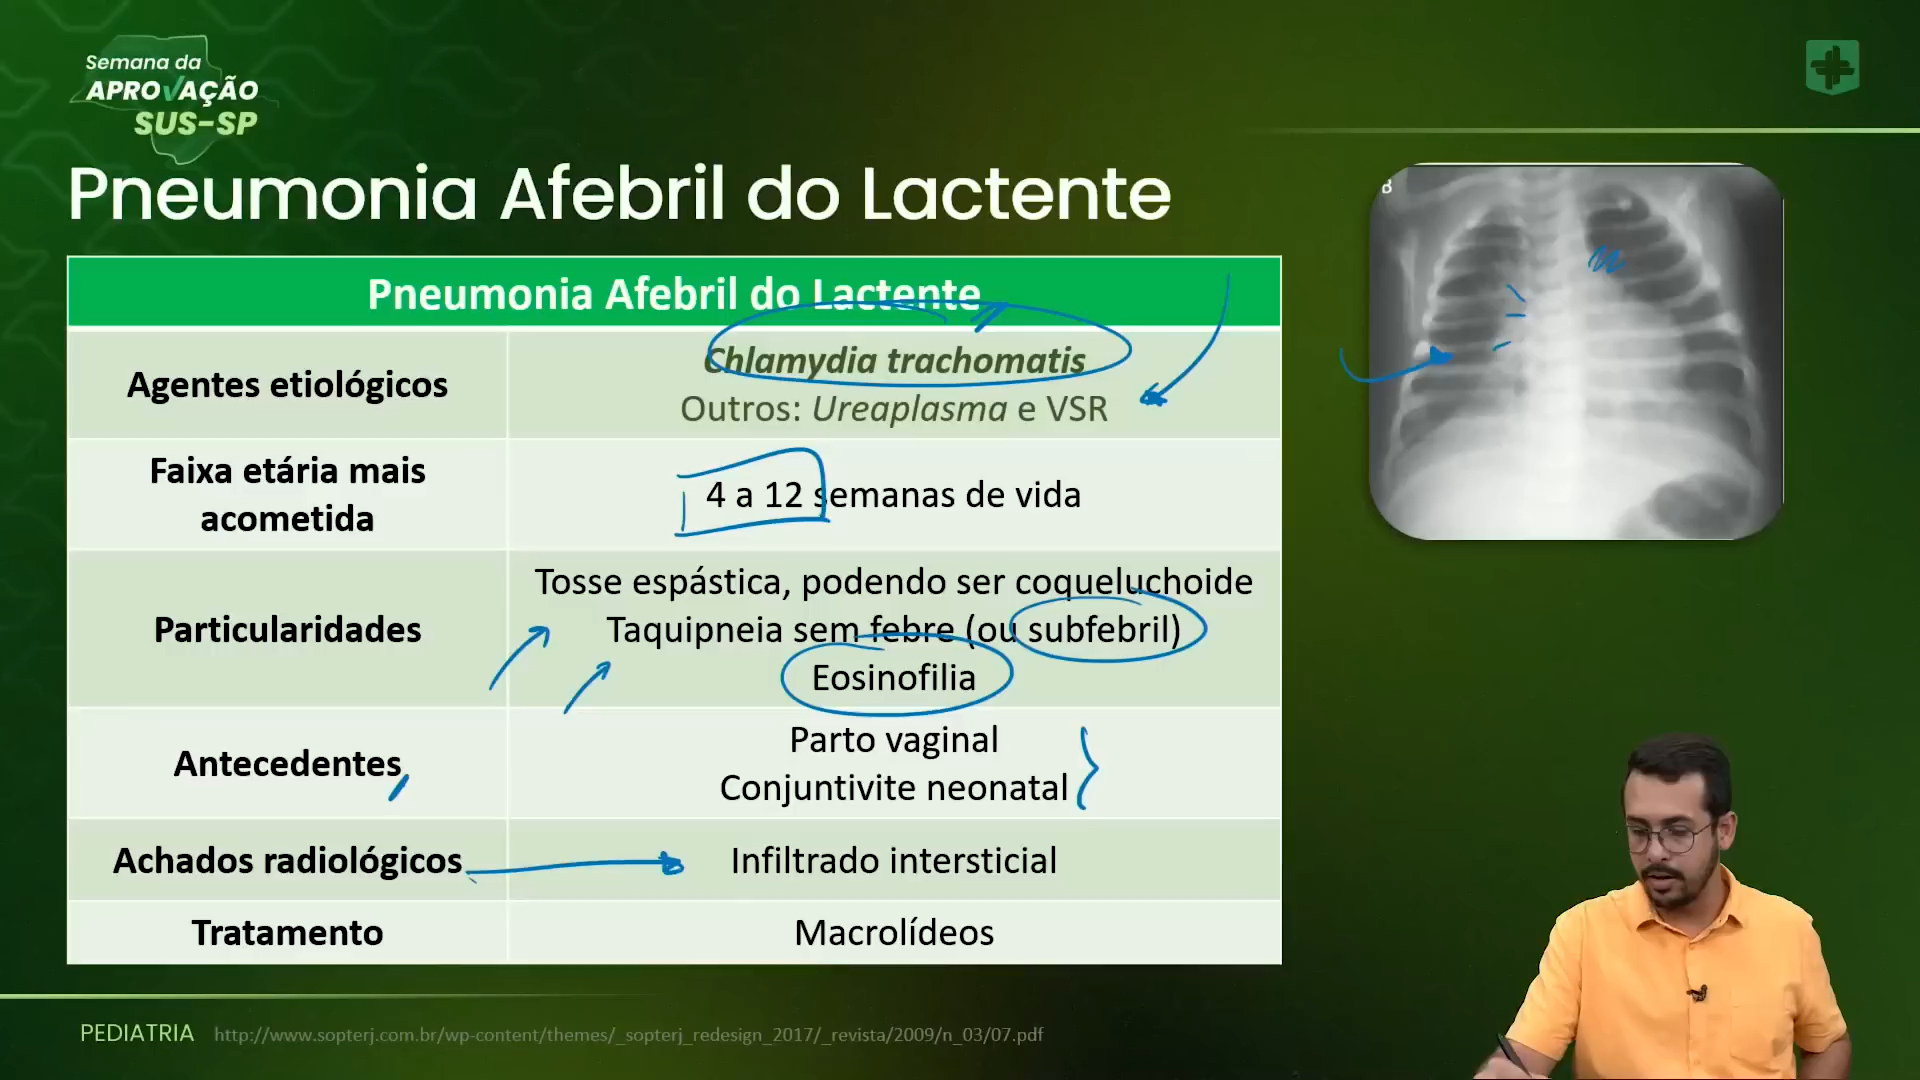 Semana da
APROVAÇÃO
SUS-SP
Pneumonia Afebril do Lactente
B
Pneumonia Afebril do Lactente
Agentes etiológicos
Chlamydia trachomatis
Outros: Ureaplasma e VSR
Faixa etária mais
acometida
4 a 12 semanas de vida
Particularidades
Tosse espástica, podendo ser coqueluchoide
Taquipneia sem febre (ou subfebril)
Eosinofilia
Antecedentes
Parto vaginal
Conjuntivite neonatal
Achados radiológicos
Infiltrado intersticial
Tratamento
Macrolídeos
PEDIATRIA
http://www.sopterj.com.br/wp-content/themes/_sopterj_redesign_2017/_revista/2009/n_03/07.pdf